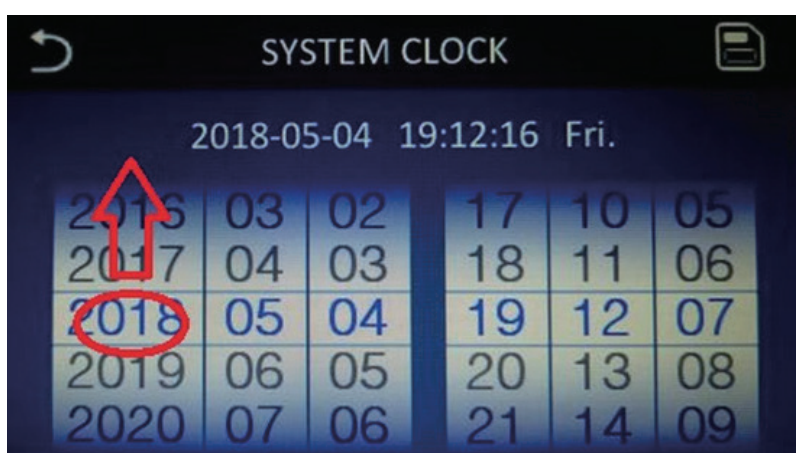 SYSTEM CLOCK
2018-05-04 19:12:16 Fri.
2016 03 02 17 10 05
2017 04 03 18 11 06
2018 05 04 19 12 07
2019 06 05 20 13 08
2020 07 06 21 14 09